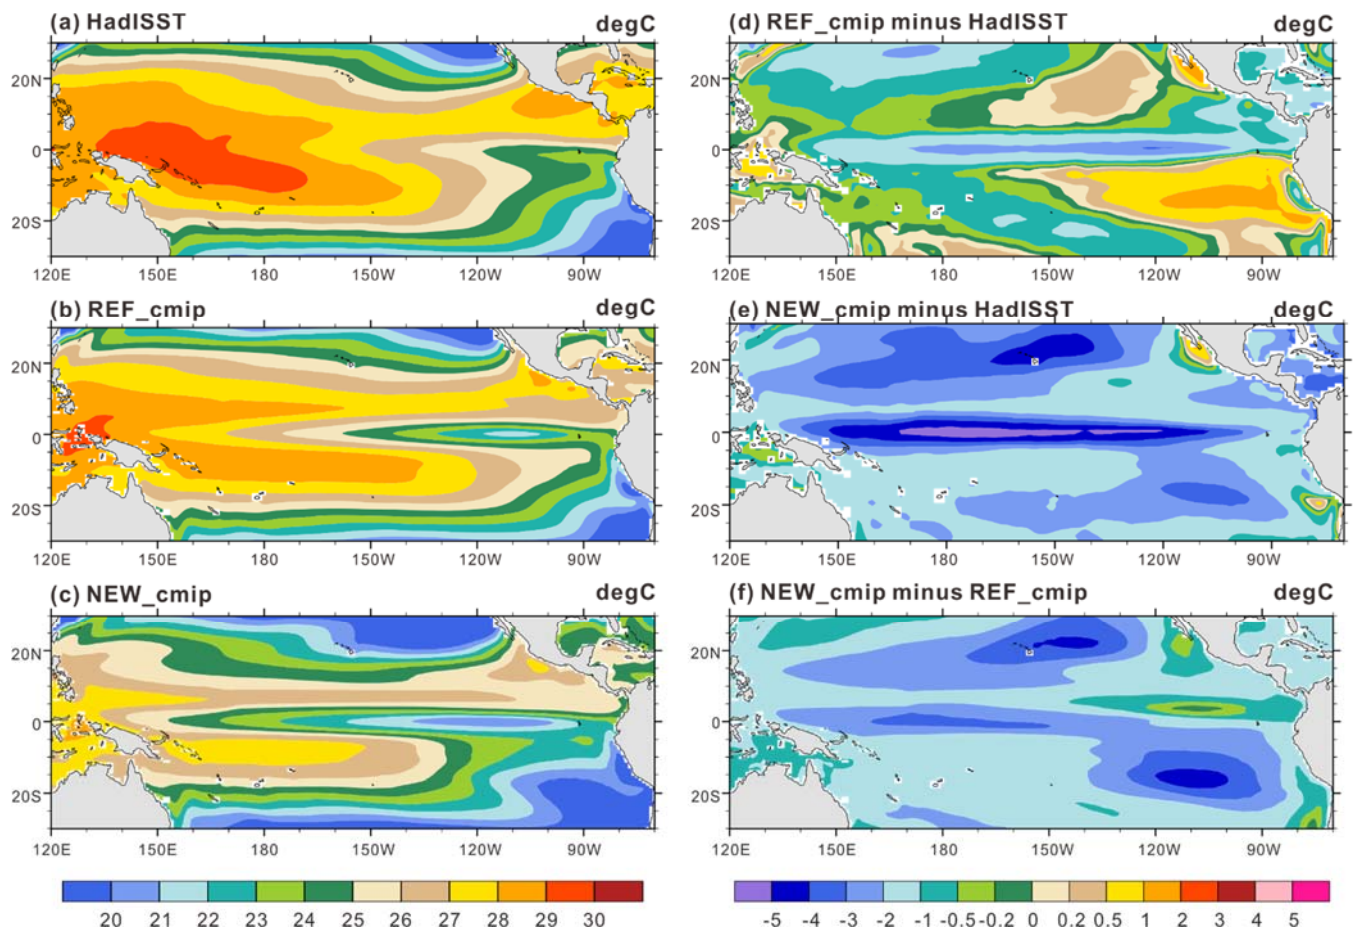 (a) HadISST degC
20N
0
20S
120E 150E 180 150W 120W 90W
(b) REF_cmip degC
20N
0
20S
120E 150E 180 150W 120W 90W
(c) NEW_cmip degC
20N
0
20S
120E 150E 180 150W 120W 90W
20 21 22 23 24 25 26 27 28 29 30
(d) REF_cmip minus HadISST degC
20N
0
20S
120E 150E 180 150W 120W 90W
(e) NEW_cmip minus HadISST degC
20N
0
20S
120E 150E 180 150W 120W 90W
(f) NEW_cmip minus REF_cmip degC
20N
0
20S
120E 150E 180 150W 120W 90W
-5 -4 -3 -2 -1 -0.5 -0.2 0 0.2 0.5 1 2 3 4 5